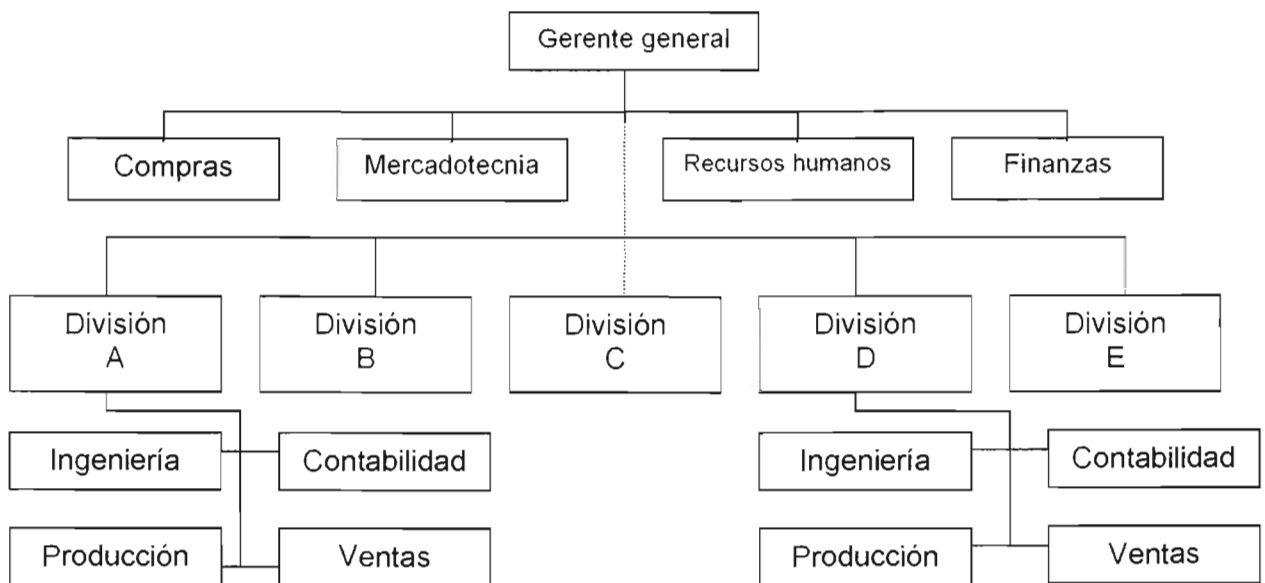 Gerente general
Compras
Mercadotecnia
Recursos humanos
Finanzas
División
A
División
B
División
C
División
D
División
E
Ingeniería
Contabilidad
Ingeniería
Contabilidad
Producción
Ventas
Producción
Ventas